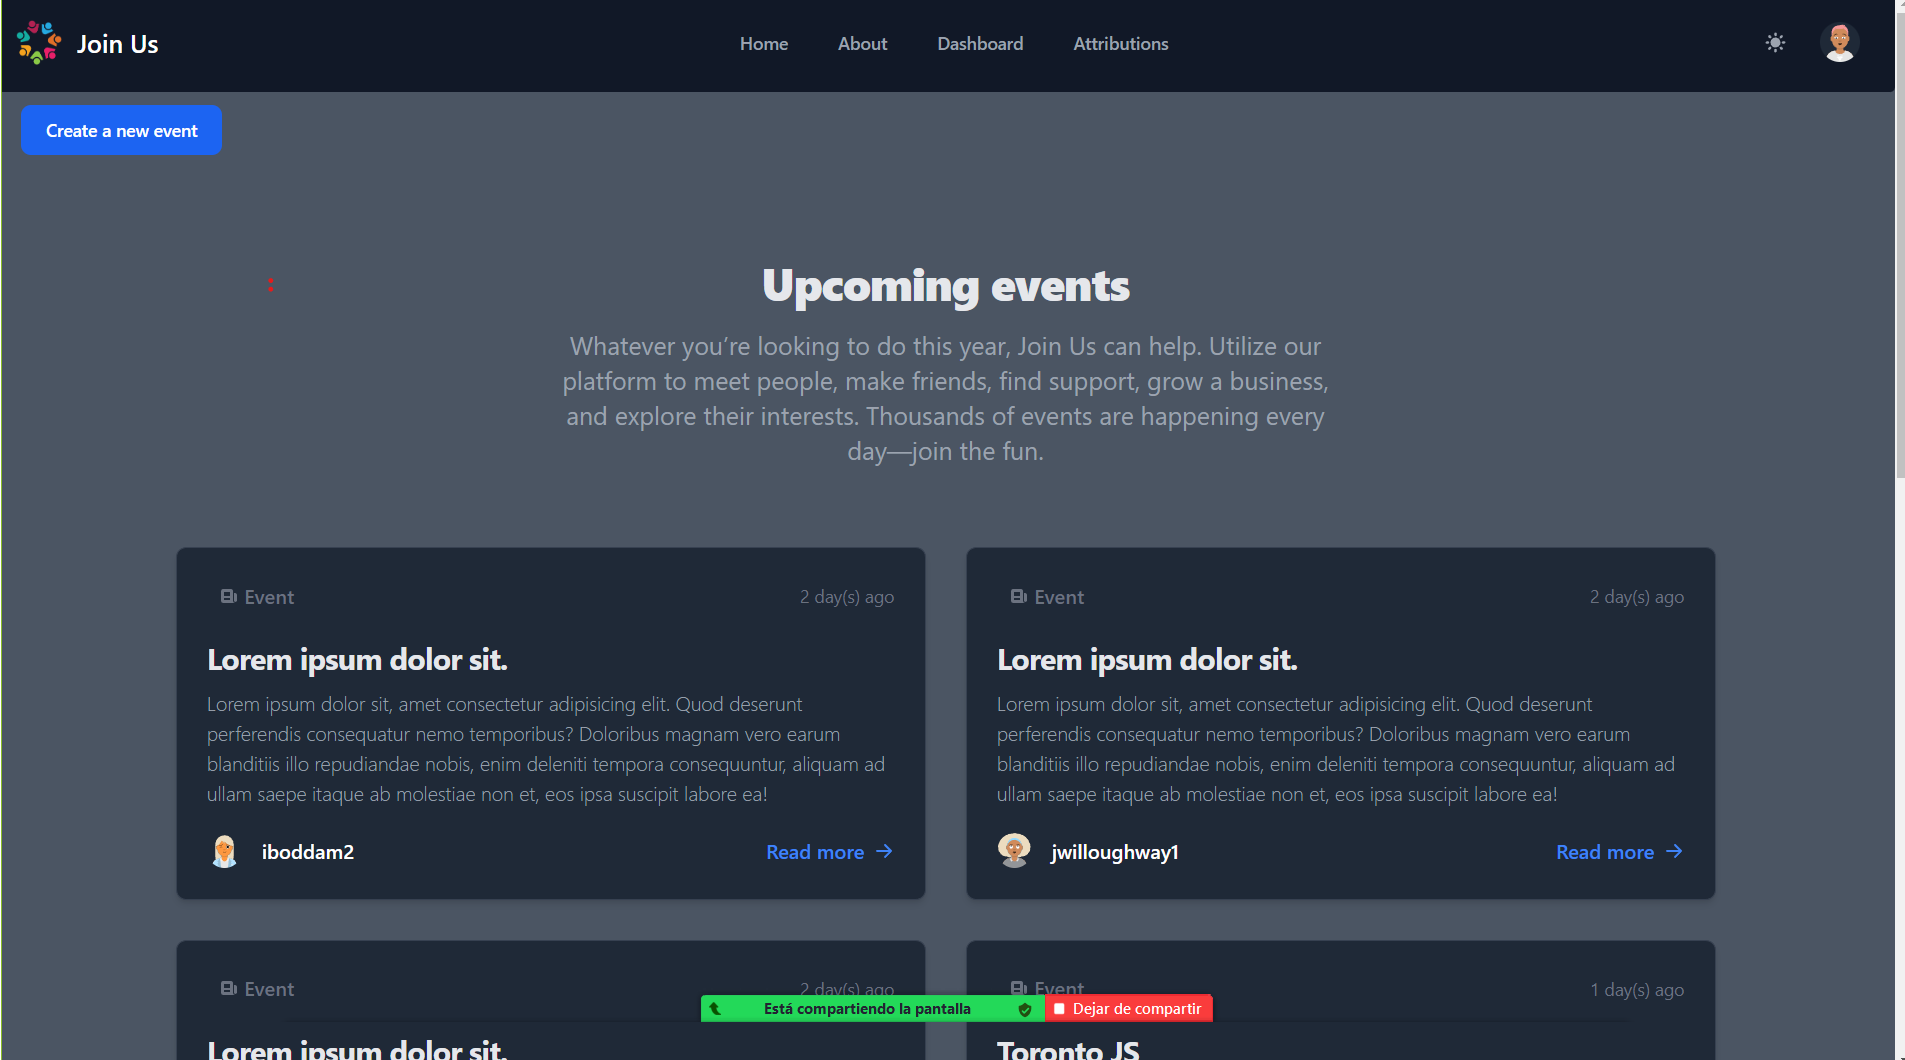 Join Us
Home
About
Dashboard
Attributions
Create a new event
Upcoming events
Whatever you’re looking to do this year, Join Us can help. Utilize our
platform to meet people, make friends, find support, grow a business,
and explore their interests. Thousands of events are happening every
day—join the fun.
Event
2 day(s) ago
Lorem ipsum dolor sit.
Lorem ipsum dolor sit, amet consectetur adipisicing elit. Quod deserunt
perferendis consequatur nemo temporibus? Doloribus magnam vero earum
blanditiis illo repudiandae nobis, enim deleniti tempora consequuntur, aliquam ad
ullam saepe itaque ab molestiae non et, eos ipsa suscipit labore ea!
iboddam2
Read more
Event
2 day(s) ago
Lorem ipsum dolor sit.
Lorem ipsum dolor sit, amet consectetur adipisicing elit. Quod deserunt
perferendis consequatur nemo temporibus? Doloribus magnam vero earum
blanditiis illo repudiandae nobis, enim deleniti tempora consequuntur, aliquam ad
ullam saepe itaque ab molestiae non et, eos ipsa suscipit labore ea!
jwilloughway1
Read more
Event
2 day(s) ago
Lorem ipsum dolor sit.
Event
1 day(s) ago
Toronto JS
Está compartiendo la pantalla
Dejar de compartir